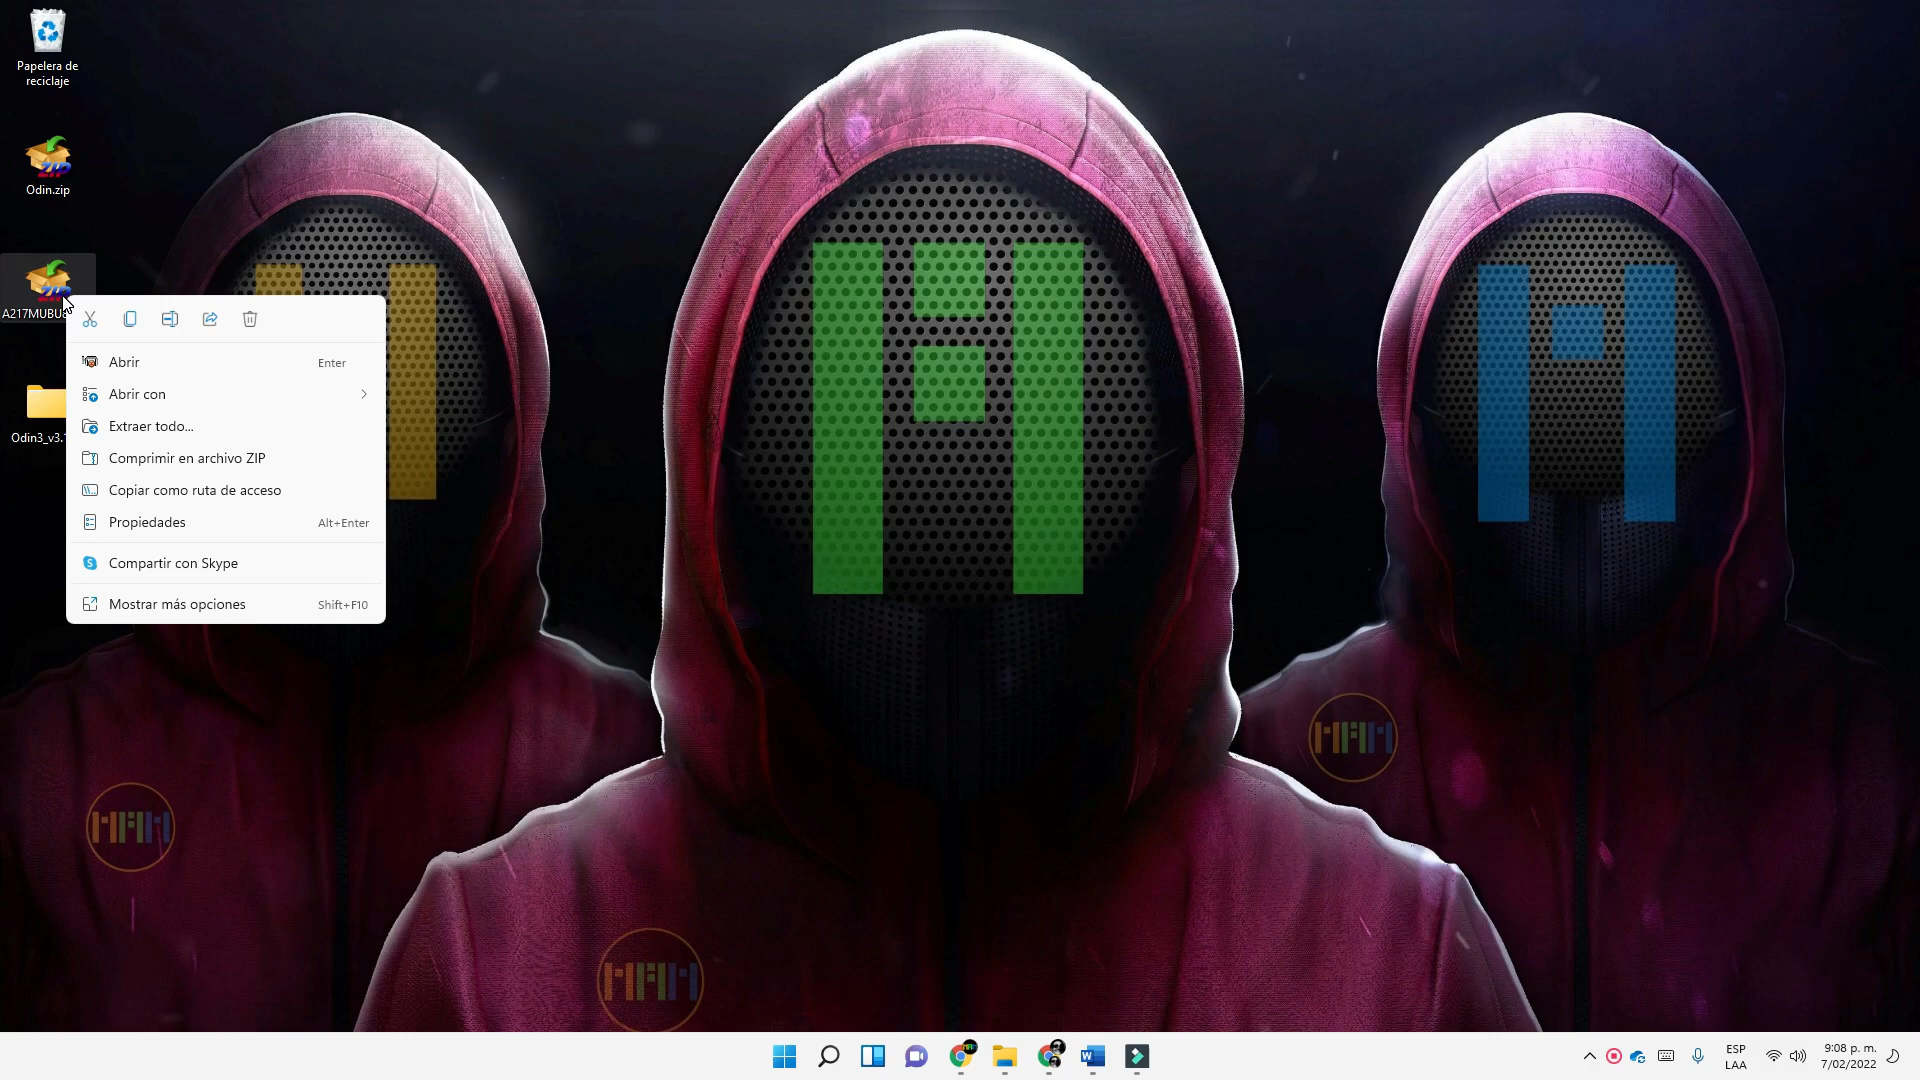 Papelera de
reciclaje
Odin.zip
A217MUBU
Odin3_v3.
Abrir Enter
Abrir con
Extraer todo...
Comprimir en archivo ZIP
Copiar como ruta de acceso
Propiedades Alt+Enter
Compartir con Skype
Mostrar más opciones Shift+F10
ESP
LAA
9:08 p. m.
7/02/2022